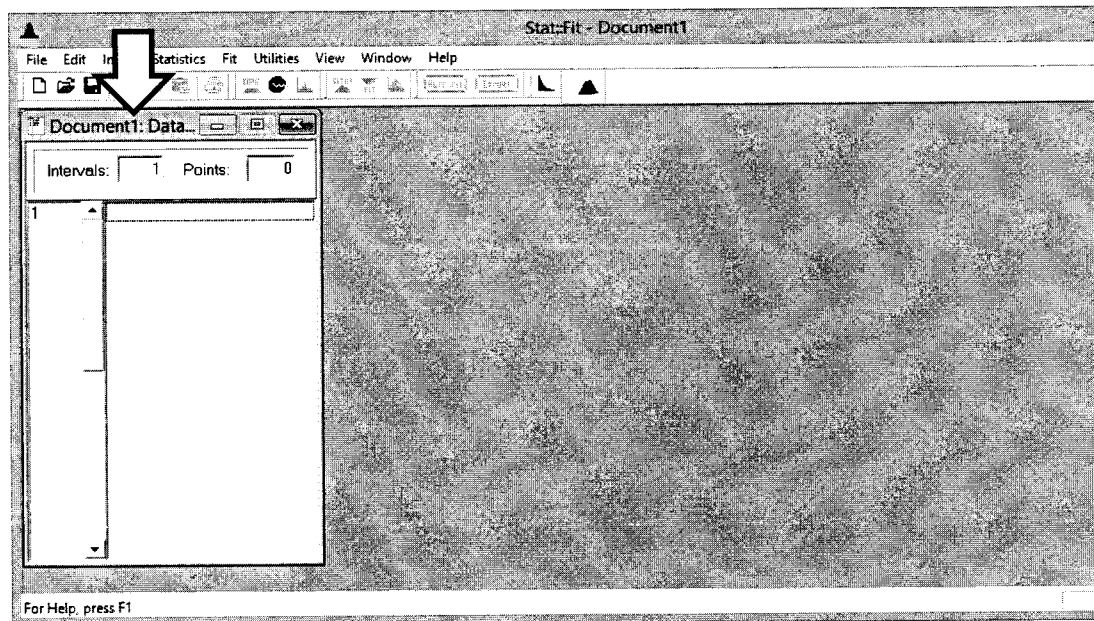 Stat::Fit - Document1
File Edit In Statistics Fit Utilities View Window Help
Document1: Data...
Intervals: 1 Points: 0
1
For Help, press F1